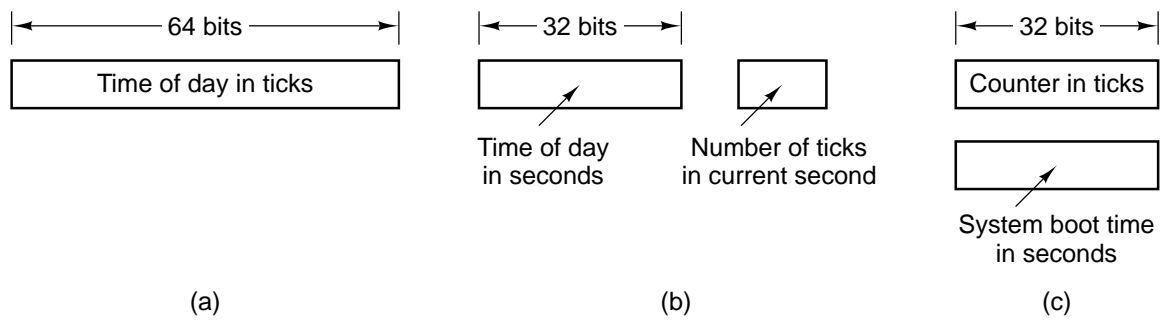 64 bits
Time of day in ticks
(a)
32 bits
Time of day
in seconds
Number of ticks
in current second
(b)
32 bits
Counter in ticks
System boot time
in seconds
(c)